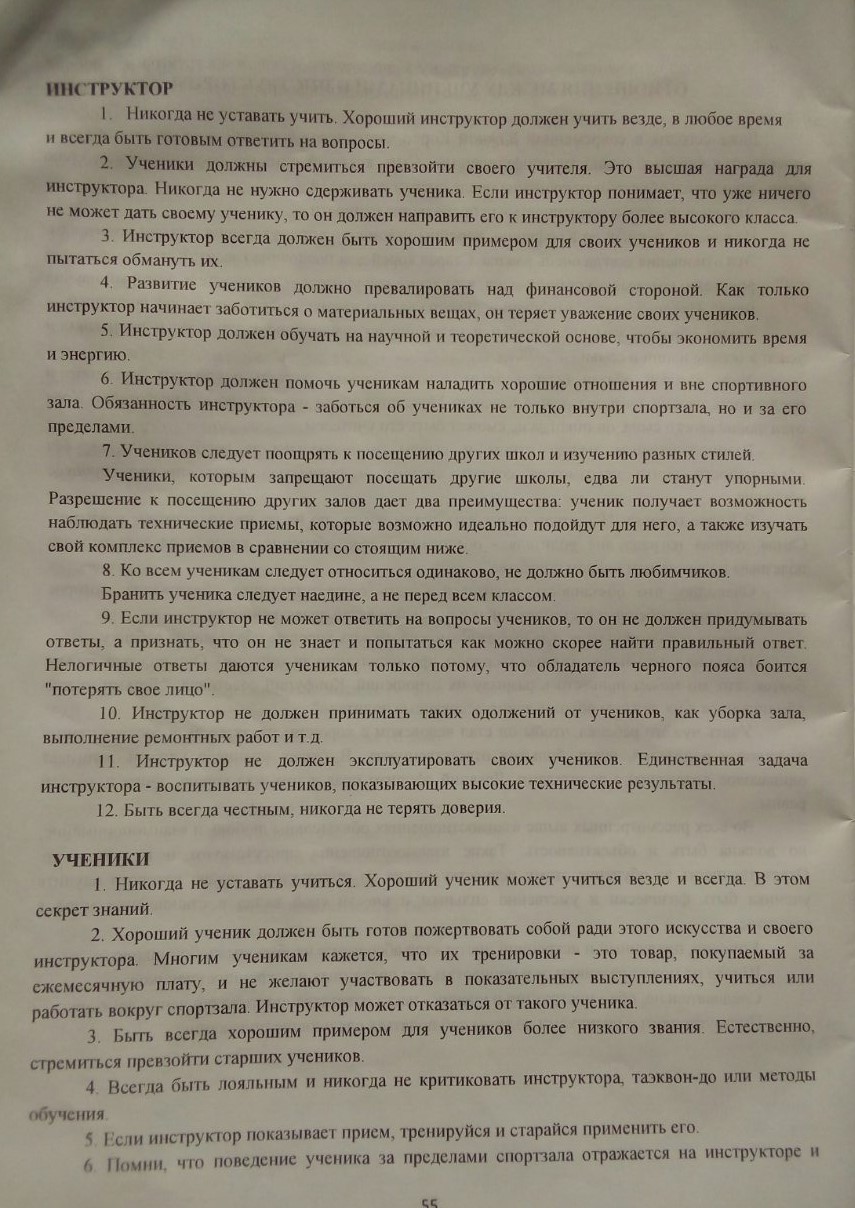 ИНСТРУКТОР
1. Никогда не уставать учить. Хороший инструктор должен учить везде, в любое время
и всегда быть готовым ответить на вопросы.
2. Ученики должны стремиться превзойти своего учителя. Это высшая награда для
инструктора. Никогда не нужно сдерживать ученика. Если инструктор понимает, что уже ничего
не может дать своему ученику, то он должен направить его к инструктору более высокого класса.
3. Инструктор всегда должен быть хорошим примером для своих учеников и никогда не
пытаться обмануть их.
4. Развитие учеников должно превалировать над финансовой стороной. Как только
инструктор начинает заботиться о материальных вещах, он теряет уважение своих учеников.
5. Инструктор должен обучать на научной и теоретической основе, чтобы экономить время
и энергию.
6. Инструктор должен помочь ученикам наладить хорошие отношения и вне спортивного
зала. Обязанность инструктора - заботься об учениках не только внутри спортзала, но и за его
пределами.
7. Учеников следует поощрять к посещению других школ и изучению разных стилей.
Ученики, которым запрещают посещать другие школы, едва ли станут упорными.
Разрешение к посещению других залов дает два преимущества: ученик получает возможность
наблюдать технические приемы, которые возможно идеально подойдут для него, а также изучать
свой комплекс приемов в сравнении со стоящим ниже.
8. Ко всем ученикам следует относиться одинаково, не должно быть любимчиков.
Бранить ученика следует наедине, а не перед всем классом.
9. Если инструктор не может ответить на вопросы учеников, то он не должен придумывать
ответы, а признать, что он не знает и попытаться как можно скорее найти правильный ответ.
Нелогичные ответы даются ученикам только потому, что обладатель черного пояса боится
"потерять свое лицо".
10. Инструктор не должен принимать таких одолжений от учеников, как уборка зала,
выполнение ремонтных работ и т.д.
11. Инструктор не должен эксплуатировать своих учеников. Единственная задача
инструктора - воспитывать учеников, показывающих высокие технические результаты.
12. Быть всегда честным, никогда не терять доверия.
УЧЕНИКИ
1. Никогда не уставать учиться. Хороший ученик может учиться везде и всегда. В этом
секрет знаний.
2. Хороший ученик должен быть готов пожертвовать собой ради этого искусства и своего
инструктора. Многим ученикам кажется, что их тренировки - это товар, покупаемый за
ежемесячную плату, и не желают участвовать в показательных выступлениях, учиться или
работать вокруг спортзала. Инструктор может отказаться от такого ученика.
3. Быть всегда хорошим примером для учеников более низкого звания. Естественно,
стремиться превзойти старших учеников.
4. Всегда быть лояльным и никогда не критиковать инструктора, таэквон-до или методы
обучения.
5. Если инструктор показывает прием, тренируйся и старайся применить его.
6. Помни, что поведение ученика за пределами спортзала отражается на инструкторе и
55